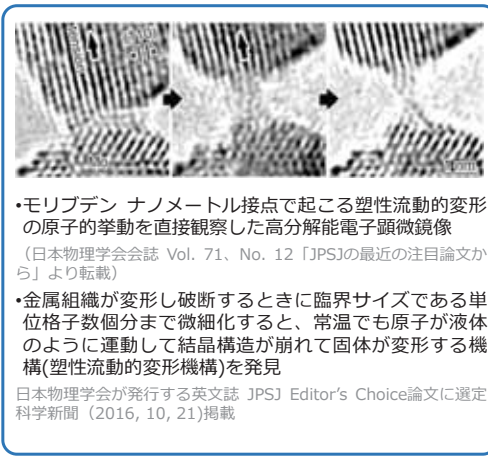 •モリブデン ナノメートル接点で起こる塑性流動的変形
の原子的挙動を直接観察した高分解能電子顕微鏡像
（日本物理学会会誌 Vol. 71、No. 12「JPSJの最近の注目論文か
ら」より転載）
•金属組織が変形し破断するときに臨界サイズである単
位格子数個分まで微細化すると、常温でも原子が液体
のように運動して結晶構造が崩れて固体が変形する機
構(塑性流動的変形機構)を発見
日本物理学会が発行する英文誌 JPSJ Editor’s Choice論文に選定
科学新聞（2016, 10, 21)掲載